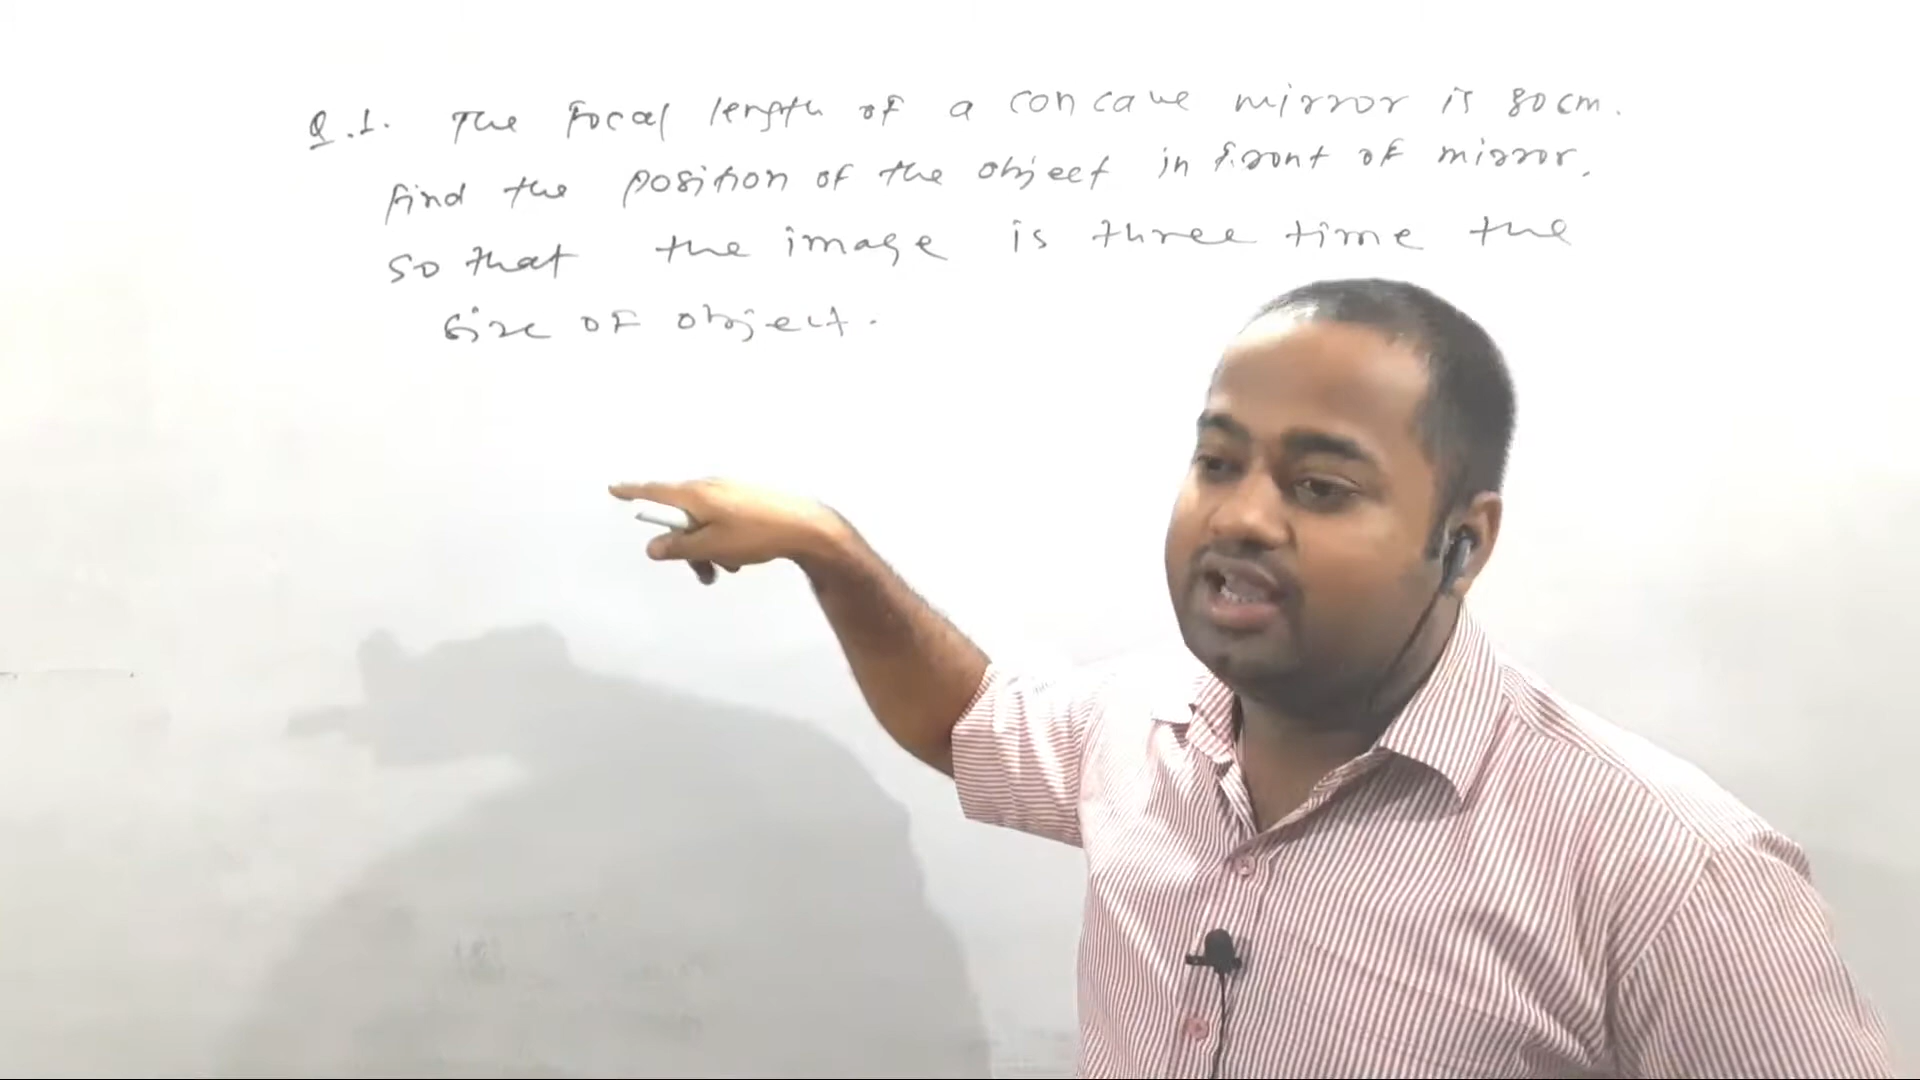 Q.1. The Focal length of a concave mirror is 80cm.
find the position of the object in front of mirror.
so that the image is three time the
size of object.